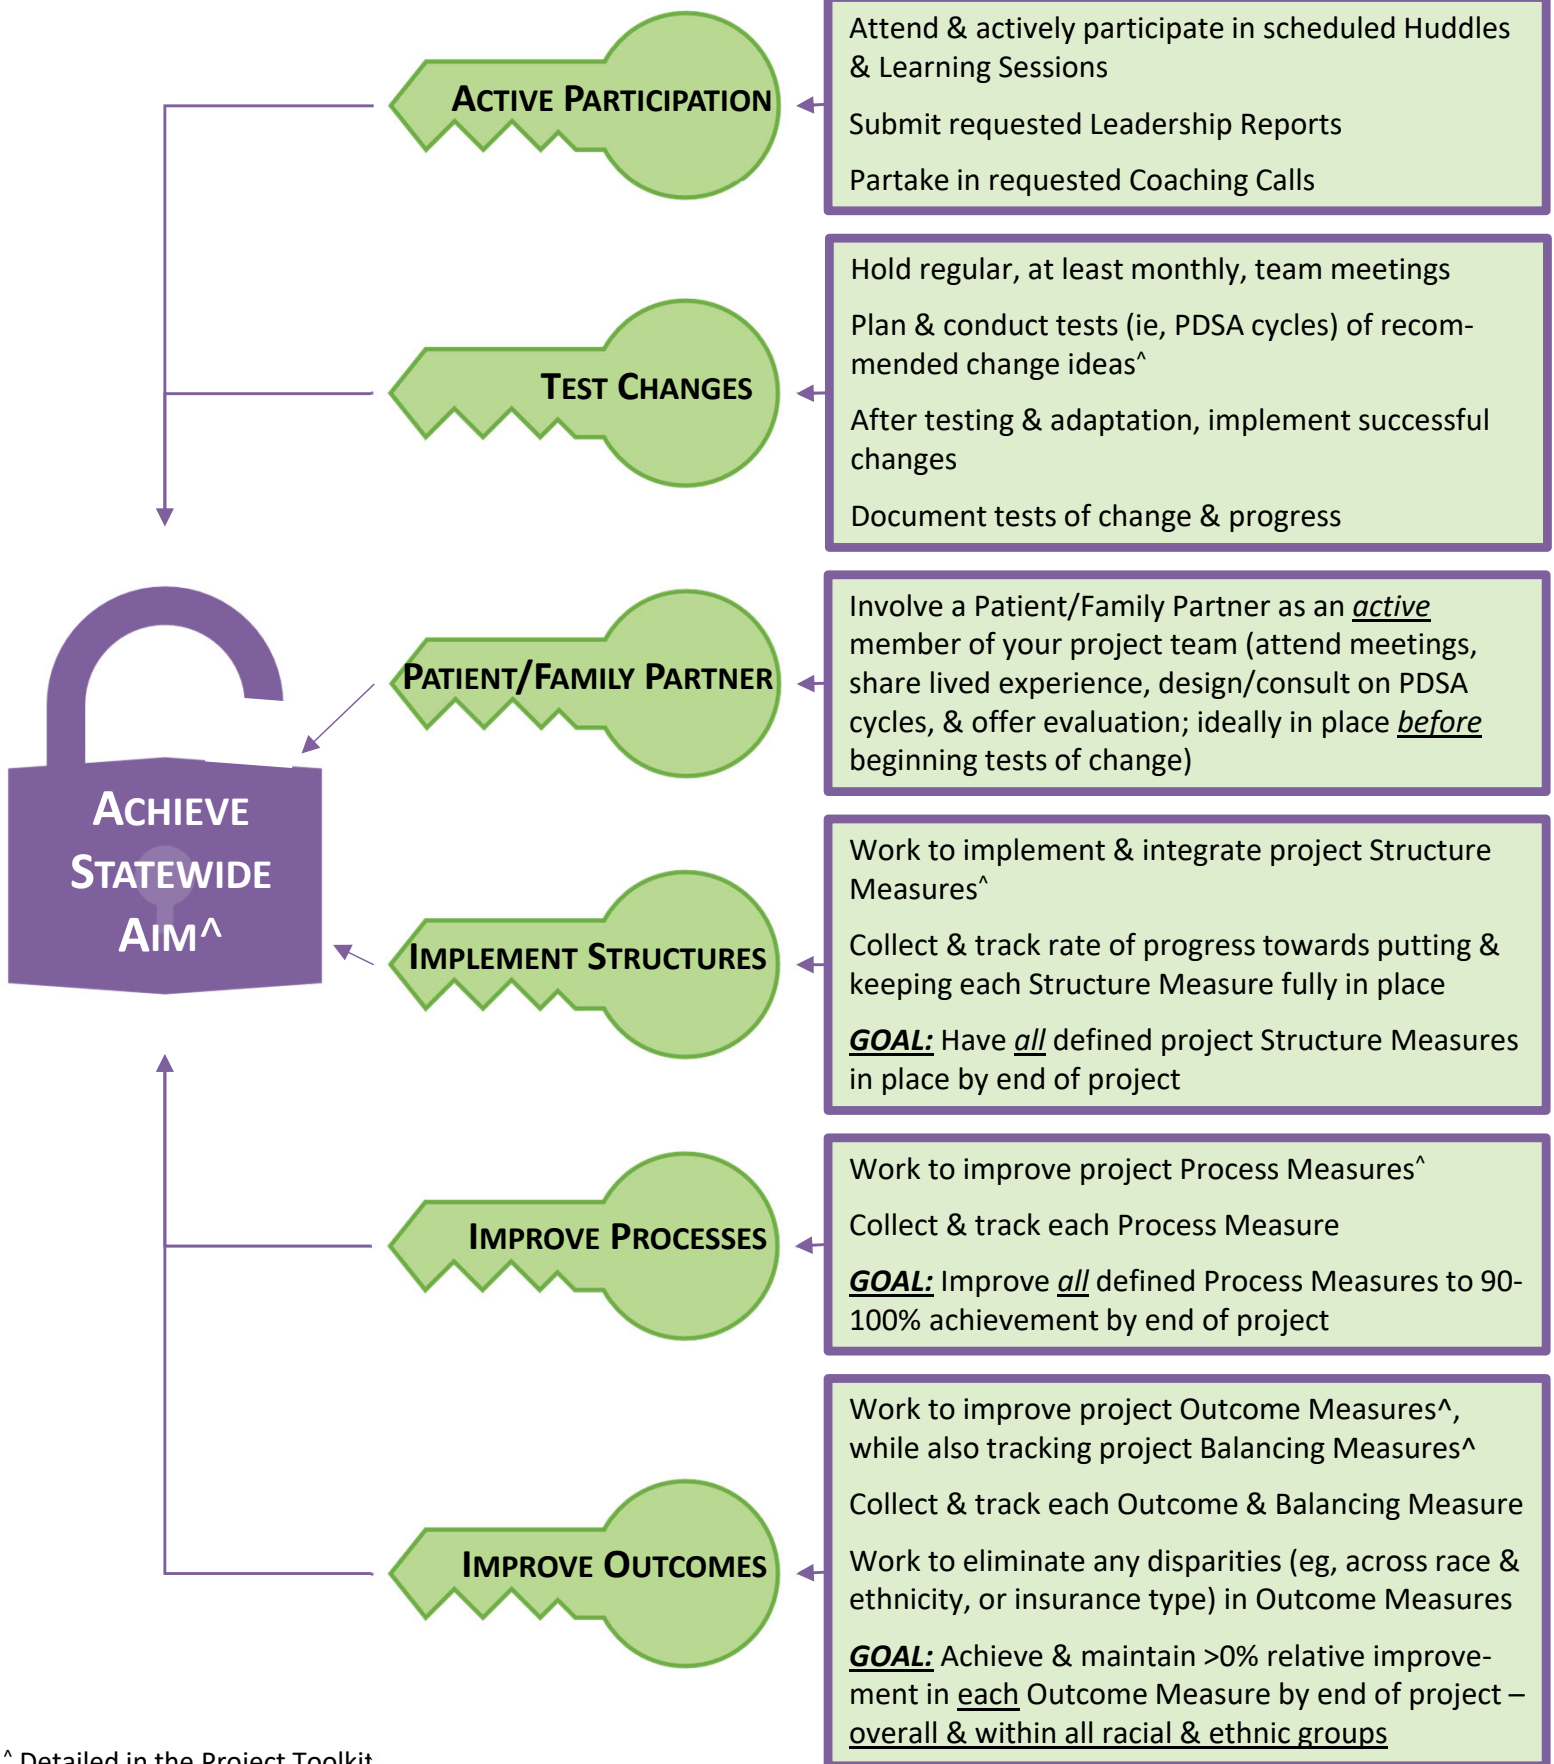 ACTIVE PARTICIPATION
Attend & actively participate in scheduled Huddles
& Learning Sessions
Submit requested Leadership Reports
Partake in requested Coaching Calls
TEST CHANGES
Hold regular, at least monthly, team meetings
Plan & conduct tests (ie, PDSA cycles) of recom-
mended change ideas^
After testing & adaptation, implement successful
changes
Document tests of change & progress
PATIENT/FAMILY PARTNER
Involve a Patient/Family Partner as an active
member of your project team (attend meetings,
share lived experience, design/consult on PDSA
cycles, & offer evaluation; ideally in place before
beginning tests of change)
ACHIEVE
STATEWIDE
AIM^
IMPLEMENT STRUCTURES
Work to implement & integrate project Structure
Measures^
Collect & track rate of progress towards putting &
keeping each Structure Measure fully in place
GOAL: Have all defined project Structure Measures
in place by end of project
IMPROVE PROCESSES
Work to improve project Process Measures^
Collect & track each Process Measure
GOAL: Improve all defined Process Measures to 90-
100% achievement by end of project
IMPROVE OUTCOMES
Work to improve project Outcome Measures^,
while also tracking project Balancing Measures^
Collect & track each Outcome & Balancing Measure
Work to eliminate any disparities (eg, across race &
ethnicity, or insurance type) in Outcome Measures
GOAL: Achieve & maintain >0% relative improve-
ment in each Outcome Measure by end of project –
overall & within all racial & ethnic groups
^ Detailed in the Project Toolkit